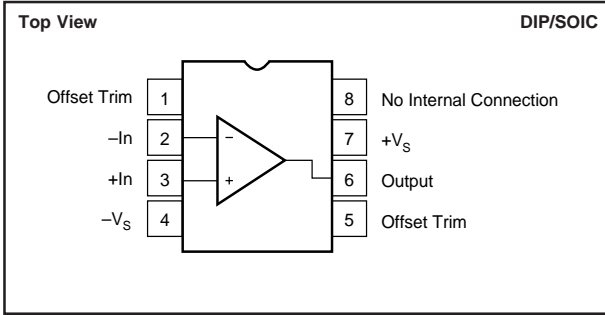 Top View DIP/SOIC
Offset Trim 1 8 No Internal Connection
–In 2 – 7 +VS
+In 3 + 6 Output
–VS 4 5 Offset Trim